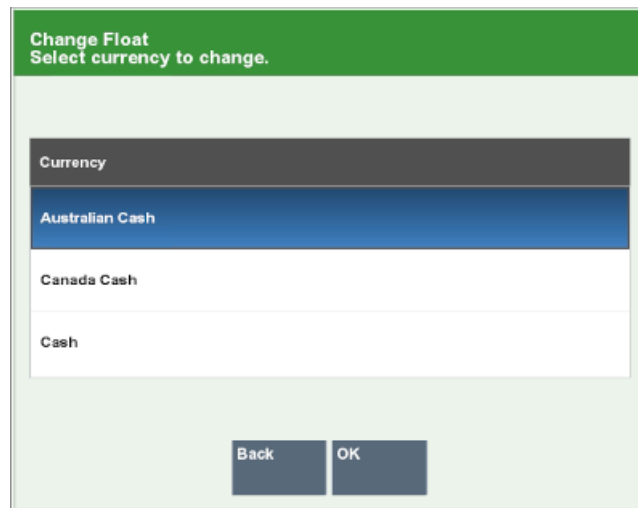 Change Float
Select currency to change.
Currency
Australian Cash
Canada Cash
Cash
Back
OK